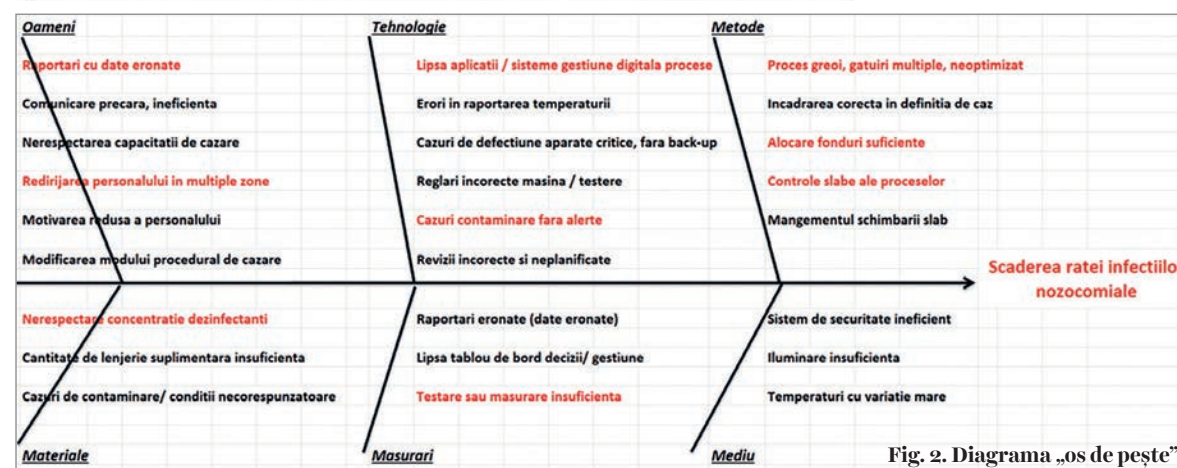 Oameni
Raportari cu date eronate
Comunicare precara, ineficienta
Nerespectarea capacitatii de cazare
Redirijarea personalului in multiple zone
Motivarea redusa a personalului
Modificarea modului procedural de cazare
Tehnologie
Lipsa aplicatii / sisteme gestiune digitala procese
Erori in raportarea temperaturii
Cazuri de defectiune aparate critice, fara back-up
Reglari incorecte masina / testere
Cazuri contaminare fara alerte
Revizii incorecte si neplanificate
Metode
Proces greoi, gatuiri multiple, neoptimizat
Incadrarea corecta in definitia de caz
Alocare fonduri suficiente
Controle slabe ale proceselor
Mangementul schimbarii slab
Scaderea ratei infectiilo
nozocomiale
Nerespectare concentratie dezinfectanti
Cantitate de lenjerie suplimentara insuficienta
Cazuri de contaminare/ conditii necorespunzatoare
Materiale
Raportari eronate (date eronate)
Lipsa tablou de bord decizii/ gestiune
Testare sau masurare insuficienta
Masurari
Sistem de securitate ineficient
Iluminare insuficienta
Temperaturi cu variatie mare
Mediu
Fig. 2. Diagrama „os de pește”